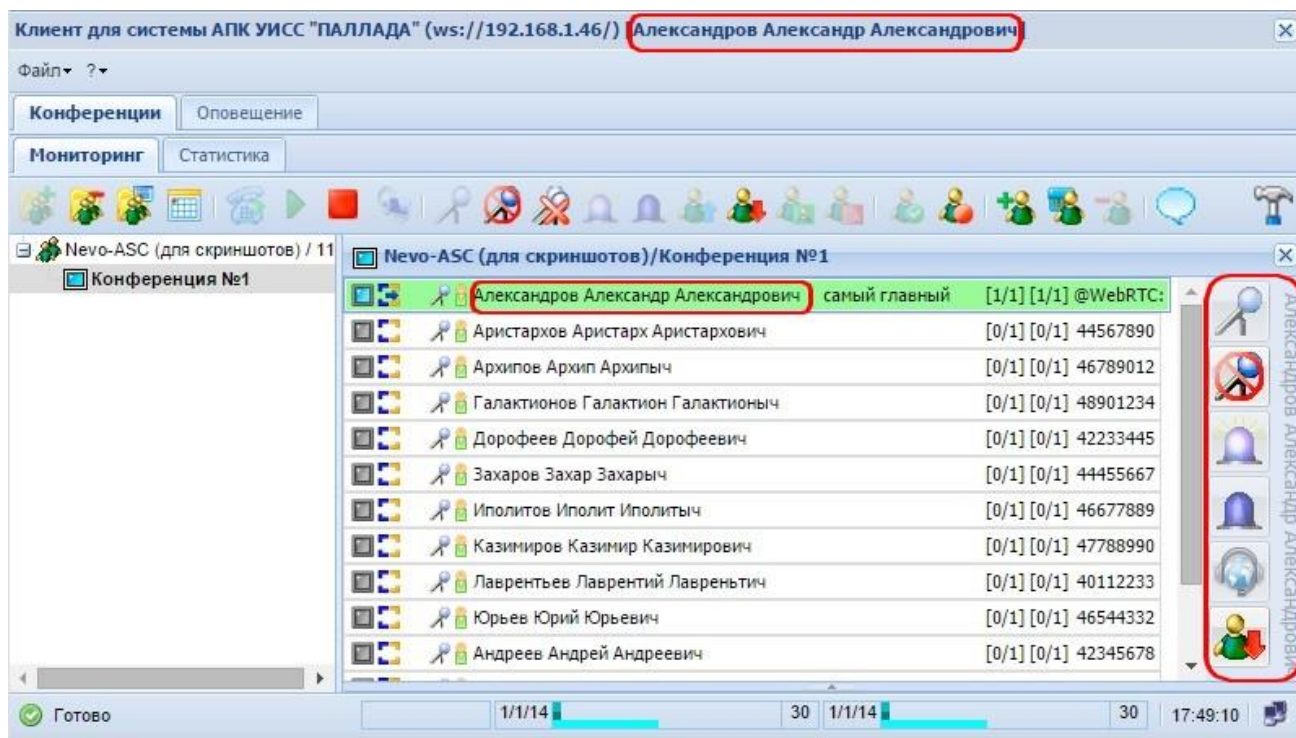 Клиент для системы АПК УИСС "ПАЛЛАДА" (ws://192.168.1.46/) [Александров Александр Александрович]
Файл ?
Конференции Оповещение
Мониторинг Статистика
Nevo-ASC (для скриншотов) / 11
Конференция №1
Nevo-ASC (для скриншотов)/Конференция №1
Александров Александр Александрович самый главный [1/1] [1/1] @WebRTC:
Аристархов Аристарх Аристархович [0/1] [0/1] 44567890
Архипов Архип Архипыч [0/1] [0/1] 46789012
Галактионов Галактион Галактионыч [0/1] [0/1] 48901234
Дорофеев Дорофей Дорофеевич [0/1] [0/1] 42233445
Захаров Захар Захарыч [0/1] [0/1] 44455667
Иполитов Иполит Иполитыч [0/1] [0/1] 46677889
Казимиров Казимир Казимирович [0/1] [0/1] 47788990
Лаврентьев Лаврентий Лавреньтич [0/1] [0/1] 40112233
Юрьев Юрий Юрьевич [0/1] [0/1] 46544332
Андреев Андрей Андреевич [0/1] [0/1] 42345678
Александров Александр Александрович
Готово 1/1/14 30 1/1/14 30 17:49:10